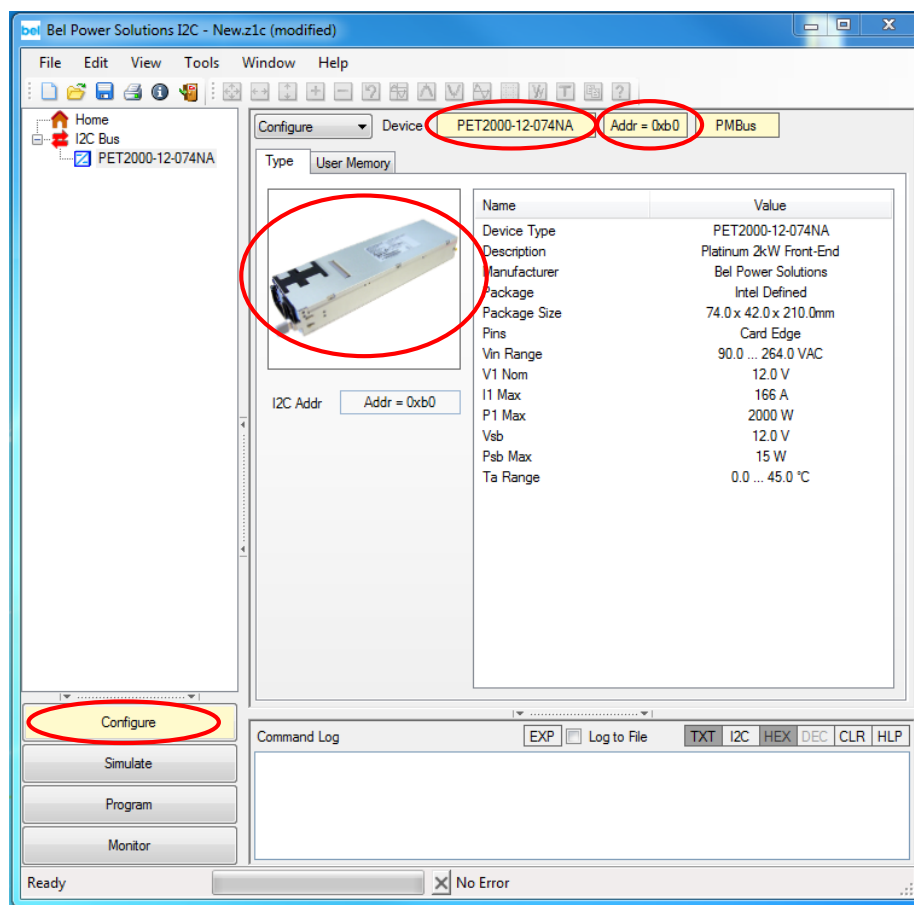 bel Bel Power Solutions I2C - New.z1c (modified)
File Edit View Tools Window Help
Home
I2C Bus
PET2000-12-074NA
Configure Device PET2000-12-074NA Addr = 0xb0 PMBus
Type User Memory
Name Value
Device Type PET2000-12-074NA
Description Platinum 2kW Front-End
Manufacturer Bel Power Solutions
Package Intel Defined
Package Size 74.0 x 42.0 x 210.0mm
Pins Card Edge
Vin Range 90.0 ... 264.0 VAC
V1 Nom 12.0 V
I1 Max 166 A
P1 Max 2000 W
Vsb 12.0 V
Psb Max 15 W
Ta Range 0.0 ... 45.0 °C
I2C Addr Addr = 0xb0
Configure
Simulate
Program
Monitor
Command Log EXP Log to File TXT I2C HEX DEC CLR HLP
Ready No Error